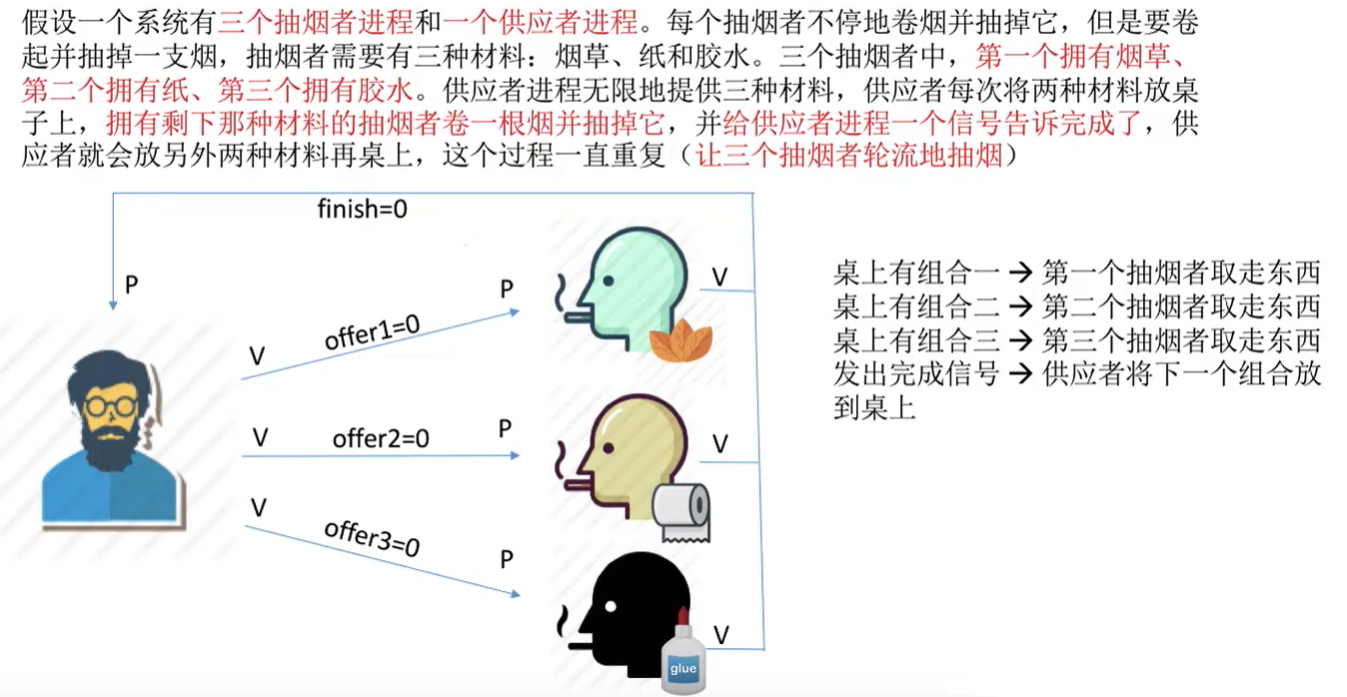 假设一个系统有三个抽烟者进程和一个供应者进程。每个抽烟者不停地卷烟并抽掉它，但是要卷
起并抽掉一支烟，抽烟者需要有三种材料：烟草、纸和胶水。三个抽烟者中，第一个拥有烟草、
第二个拥有纸、第三个拥有胶水。供应者进程无限地提供三种材料，供应者每次将两种材料放桌
子上，拥有剩下那种材料的抽烟者卷一根烟并抽掉它，并给供应者进程一个信号告诉完成了，供
应者就会放另外两种材料再桌上，这个过程一直重复（让三个抽烟者轮流地抽烟）
finish=0
P
V
offer1=0
P
V
V
offer2=0
P
V
V
offer3=0
P
V
glue
桌上有组合一 → 第一个抽烟者取走东西
桌上有组合二 → 第二个抽烟者取走东西
桌上有组合三 → 第三个抽烟者取走东西
发出完成信号 → 供应者将下一个组合放
到桌上